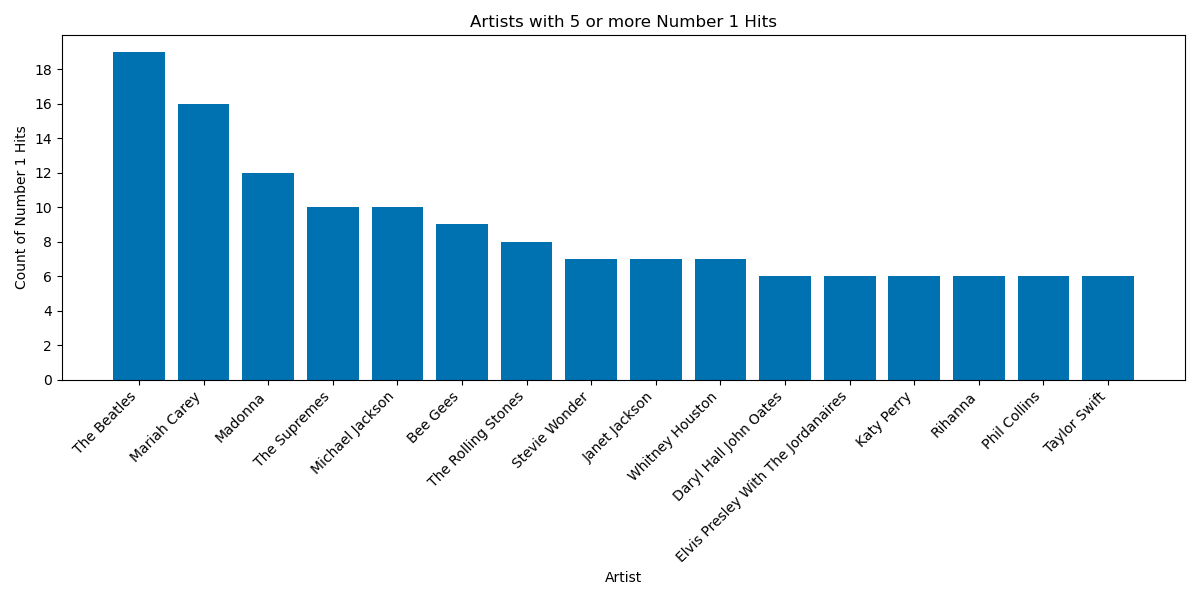 Artists with 5 or more Number 1 Hits
Count of Number 1 Hits
18
16
14
12
10
8
6
4
2
0
The Beatles
Mariah Carey
Madonna
The Supremes
Michael Jackson
Bee Gees
The Rolling Stones
Stevie Wonder
Janet Jackson
Whitney Houston
Daryl Hall John Oates
Elvis Presley With The Jordanaires
Katy Perry
Rihanna
Phil Collins
Taylor Swift
Artist